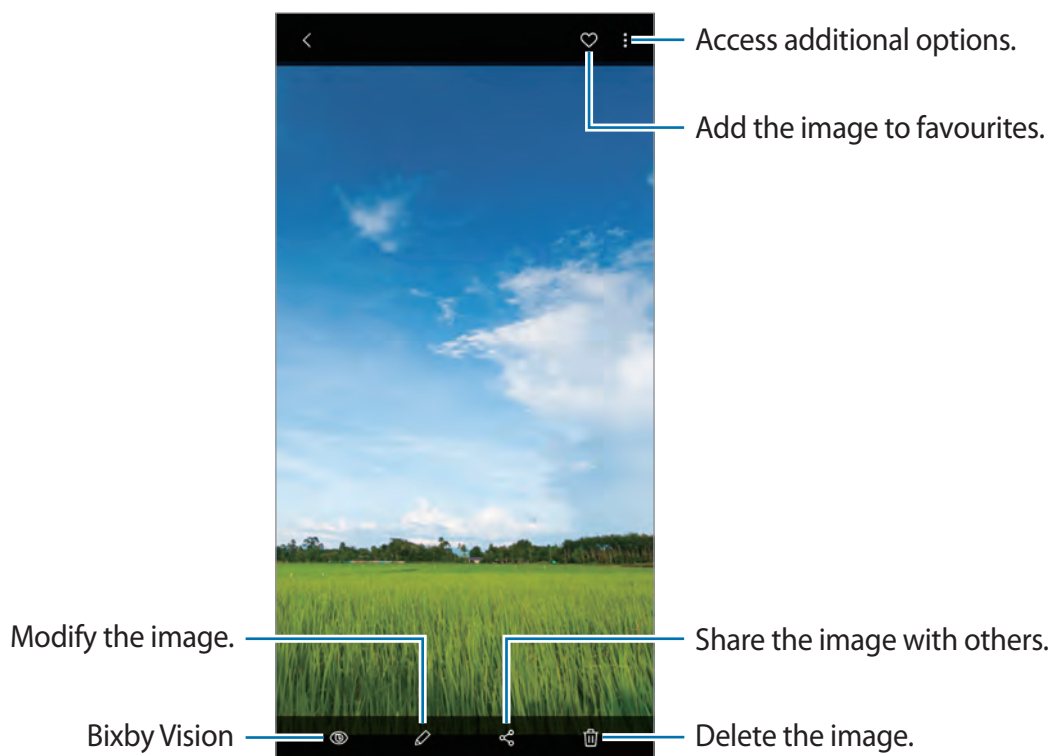 Access additional options.
Add the image to favourites.
Modify the image.
Share the image with others.
Bixby Vision
Delete the image.